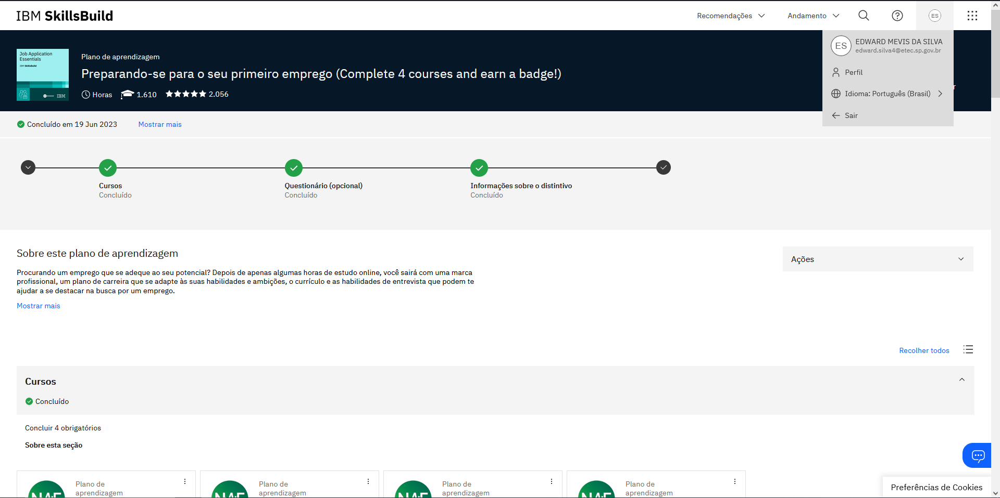 IBM SkillsBuild
Recomendações
Andamento
ES
ES
EDWARD MEVIS DA SILVA
edward.silva4@etec.sp.gov.br
Perfil
Idioma: Português (Brasil)
Sair
r
Job Application
Essentials
IBM SkillsBuild
IBM
Plano de aprendizagem
Preparando-se para o seu primeiro emprego (Complete 4 courses and earn a badge!)
Horas
1.610
2.056
Concluído em 19 Jun 2023
Mostrar mais
Cursos
Concluído
Questionário (opcional)
Concluído
Informações sobre o distintivo
Concluído
Sobre este plano de aprendizagem
Ações
Procurando um emprego que se adeque ao seu potencial? Depois de apenas algumas horas de estudo online, você sairá com uma marca
profissional, um plano de carreira que se adapte às suas habilidades e ambições, o currículo e as habilidades de entrevista que podem te
ajudar a se destacar na busca por um emprego.
Mostrar mais
Recolher todos
Cursos
Concluído
Concluir 4 obrigatórios
Sobre esta seção
Plano de
aprendizagem
Plano de
aprendizagem
Plano de
aprendizagem
Plano de
aprendizagem
Preferências de Cookies